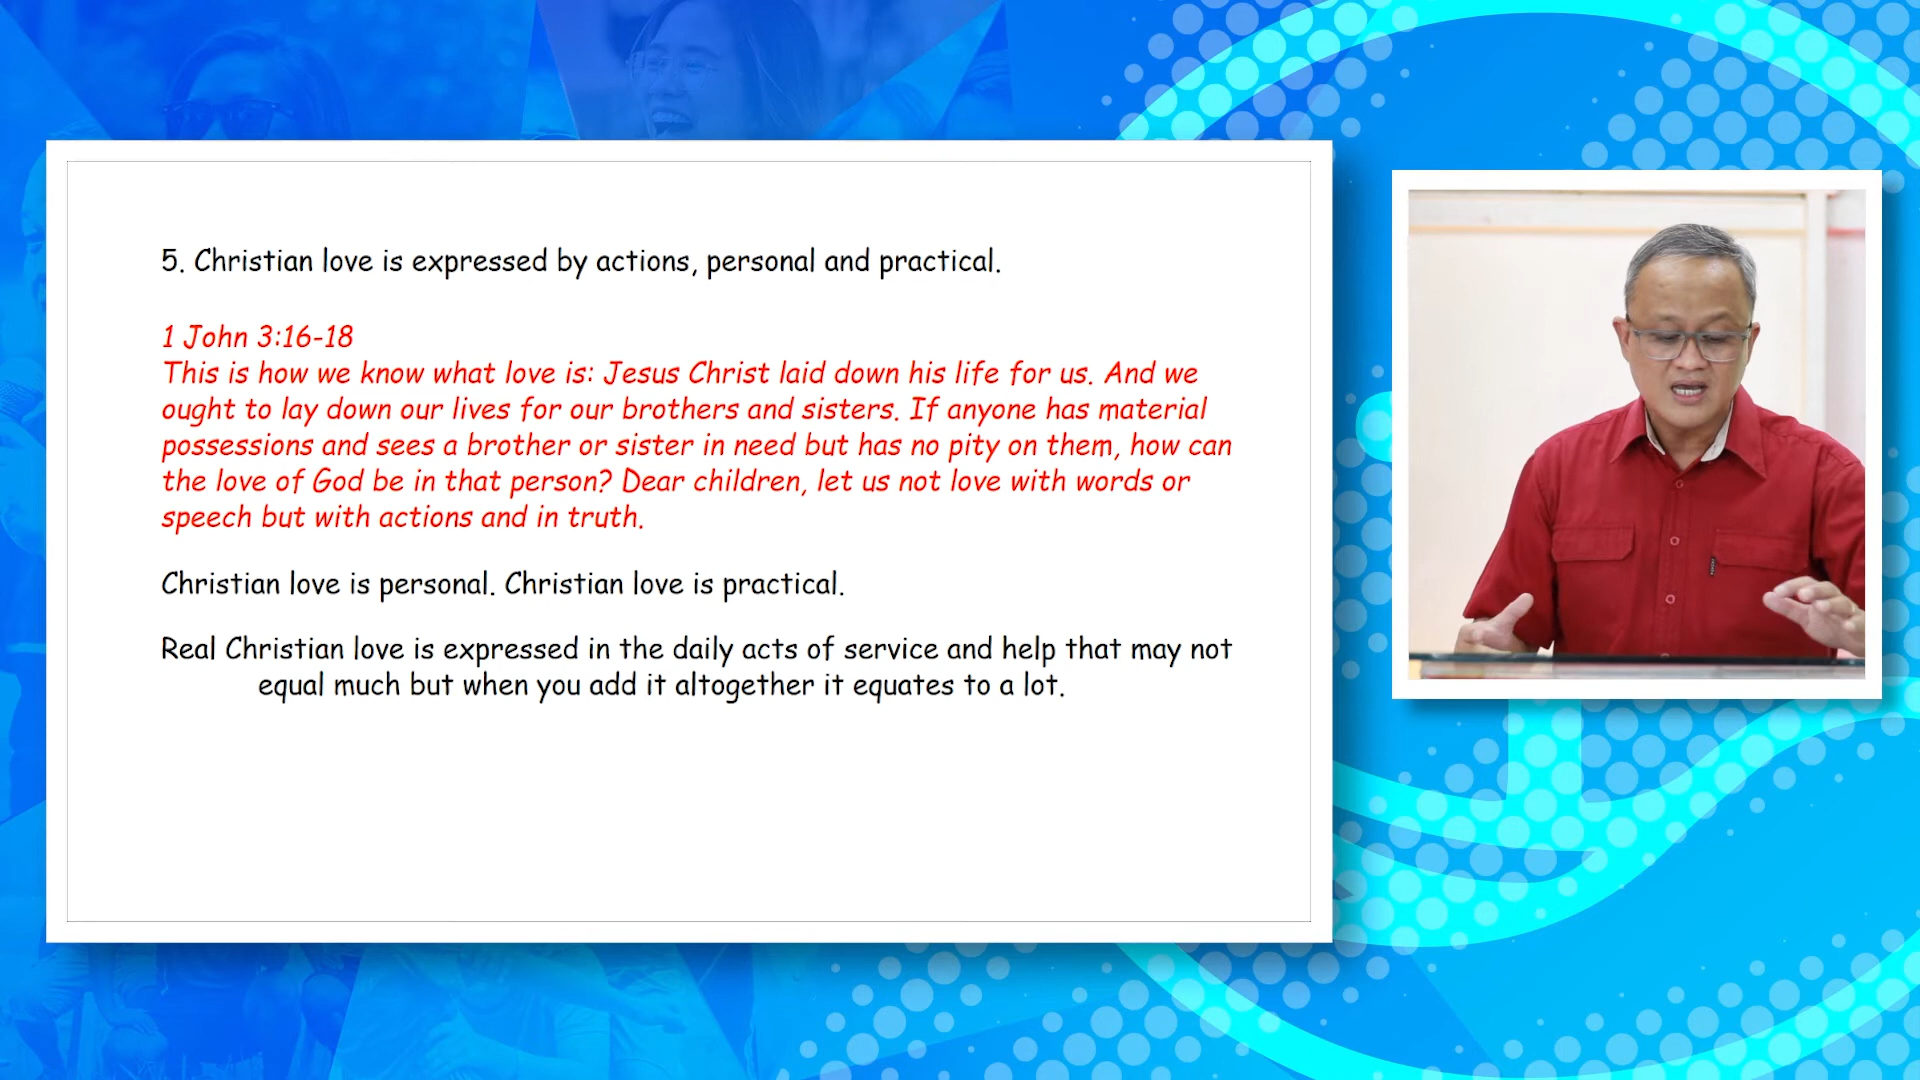 5. Christian love is expressed by actions, personal and practical.
1 John 3:16-18
This is how we know what love is: Jesus Christ laid down his life for us. And we
ought to lay down our lives for our brothers and sisters. If anyone has material
possessions and sees a brother or sister in need but has no pity on them, how can
the love of God be in that person? Dear children, let us not love with words or
speech but with actions and in truth.
Christian love is personal. Christian love is practical.
Real Christian love is expressed in the daily acts of service and help that may not
equal much but when you add it altogether it equates to a lot.